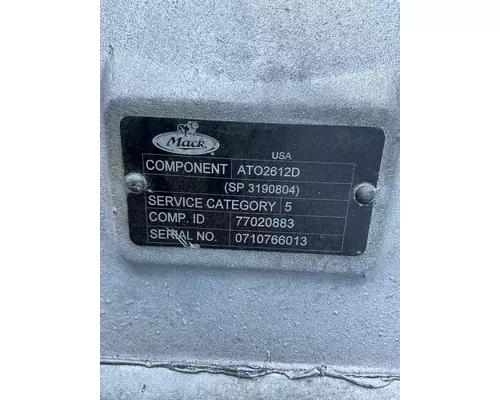 Mack
USA
COMPONENT ATO2612D
(SP 3190804)
SERVICE CATEGORY 5
COMP. ID 77020883
SERIAL NO. 0710766013